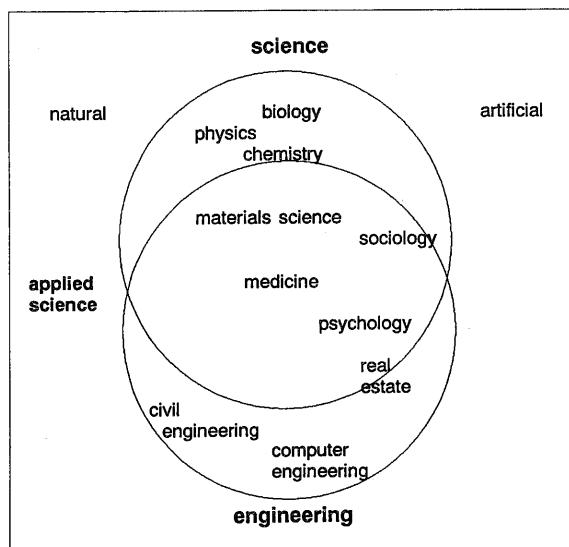 science
natural
biology
artificial
physics
chemistry
materials science
sociology
applied
science
medicine
psychology
real
estate
civil
engineering
computer
engineering
engineering